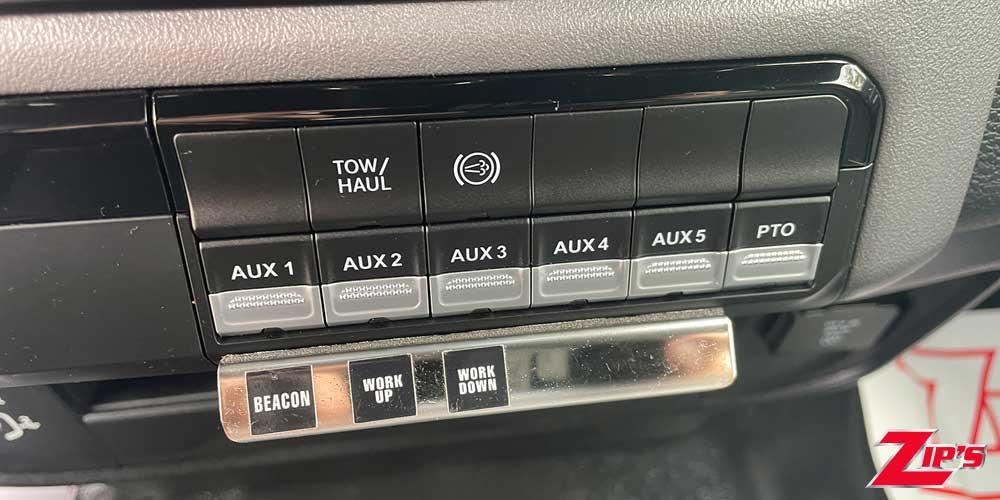 TOW/
HAUL
AUX 1 AUX 2 AUX 3 AUX 4 AUX 5 PTO
BEACON
WORK
UP
WORK
DOWN
ZIP'S